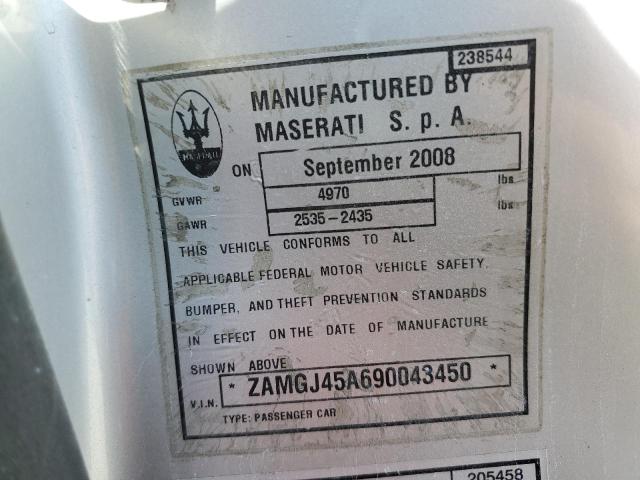 238544
MANUFACTURED BY
MASERATI S. p. A.
MASERATI
ON September 2008
GVWR 4970 lbs
GAWR 2535-2435 lbs
THIS VEHICLE CONFORMS TO ALL
APPLICABLE FEDERAL MOTOR VEHICLE SAFETY,
BUMPER, AND THEFT PREVENTION STANDARDS
IN EFFECT ON THE DATE OF MANUFACTURE
SHOWN ABOVE
V.I.N. * ZAMGJ45A690043450 *
TYPE: PASSENGER CAR
205458